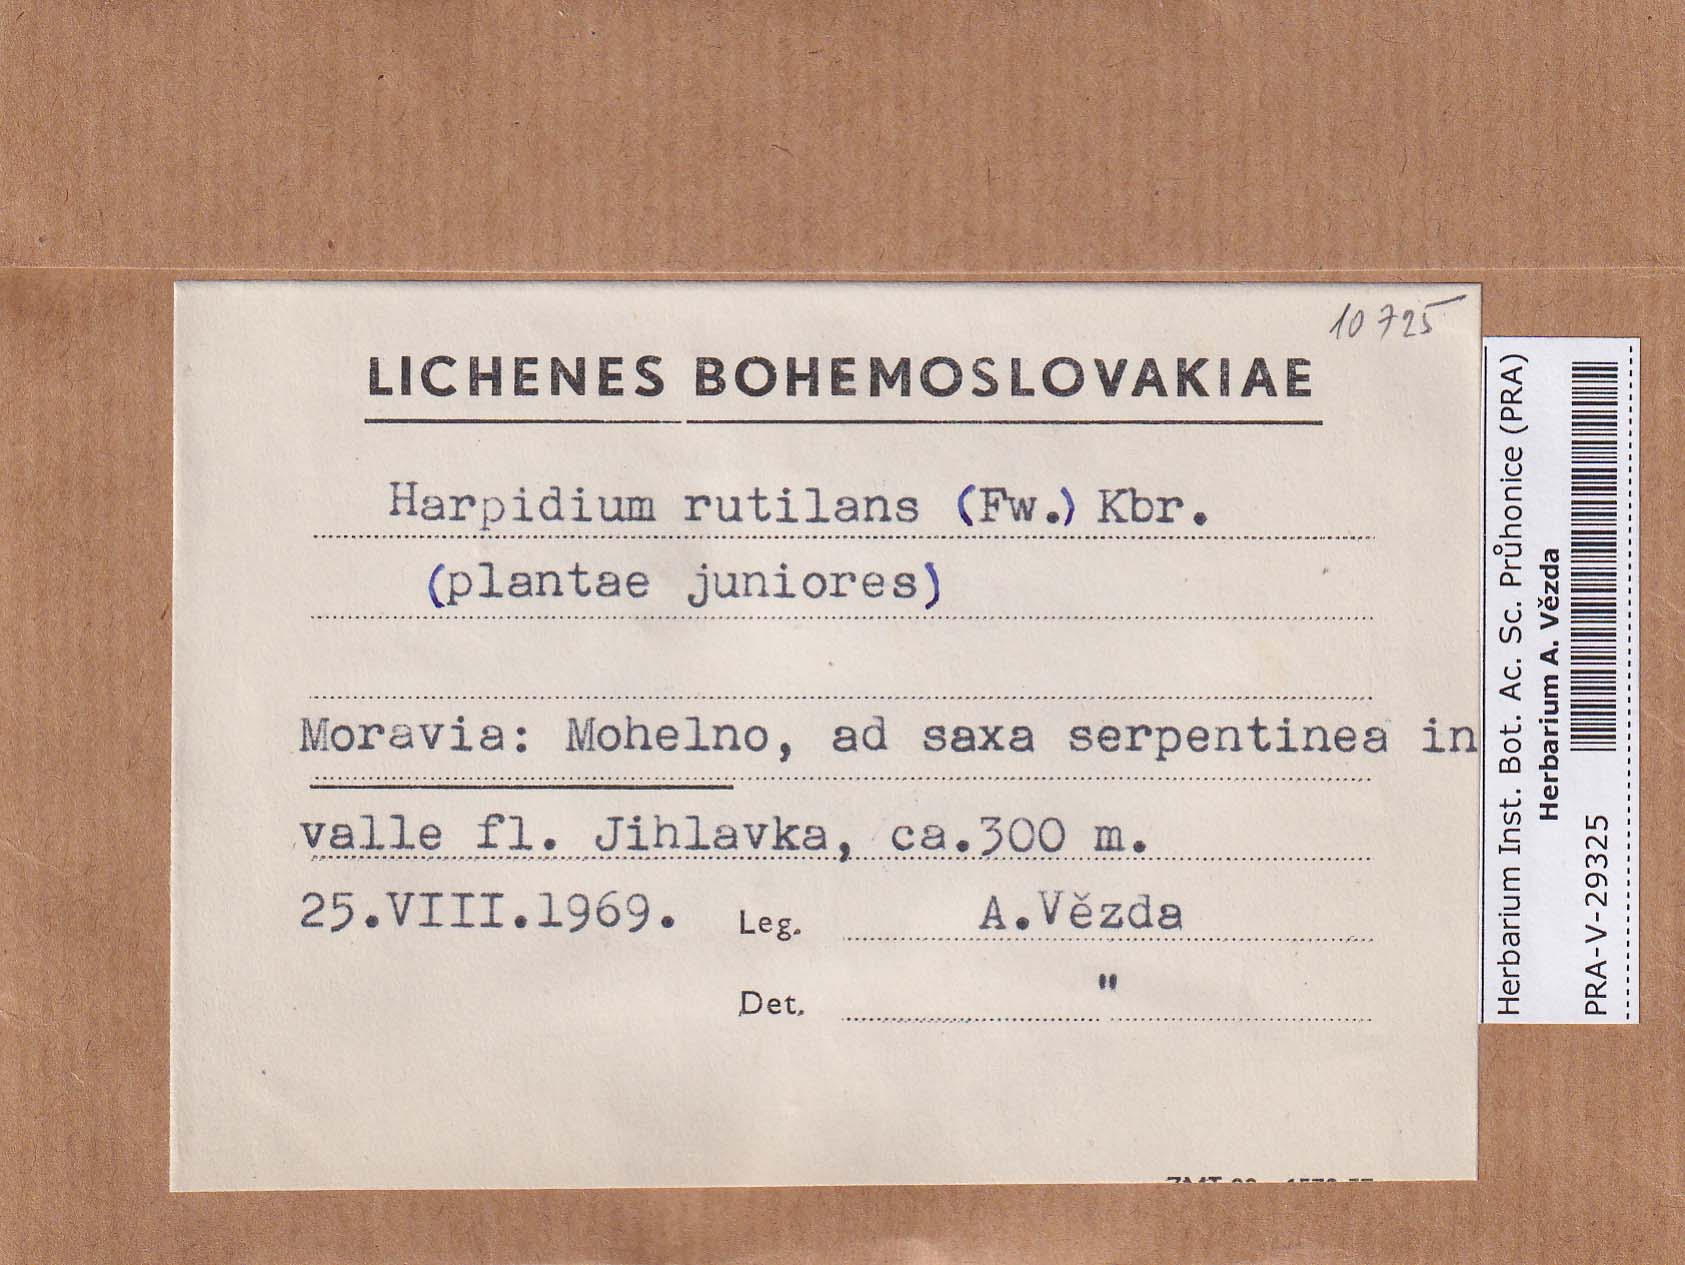 10725
LICHENES BOHEMOSLOVAKIAE
Harpidium rutilans (Fw.) Kbr.
(plantae juniores)
Moravia: Mohelno, ad saxa serpentinea in
valle fl. Jihlavka, ca.300 m.
25.VIII.1969. Leg. A.Vězda
Det. "
Herbarium Inst. Bot. Ac. Sc. Průhonice (PRA)
Herbarium A. Vězda
PRA-V-29325